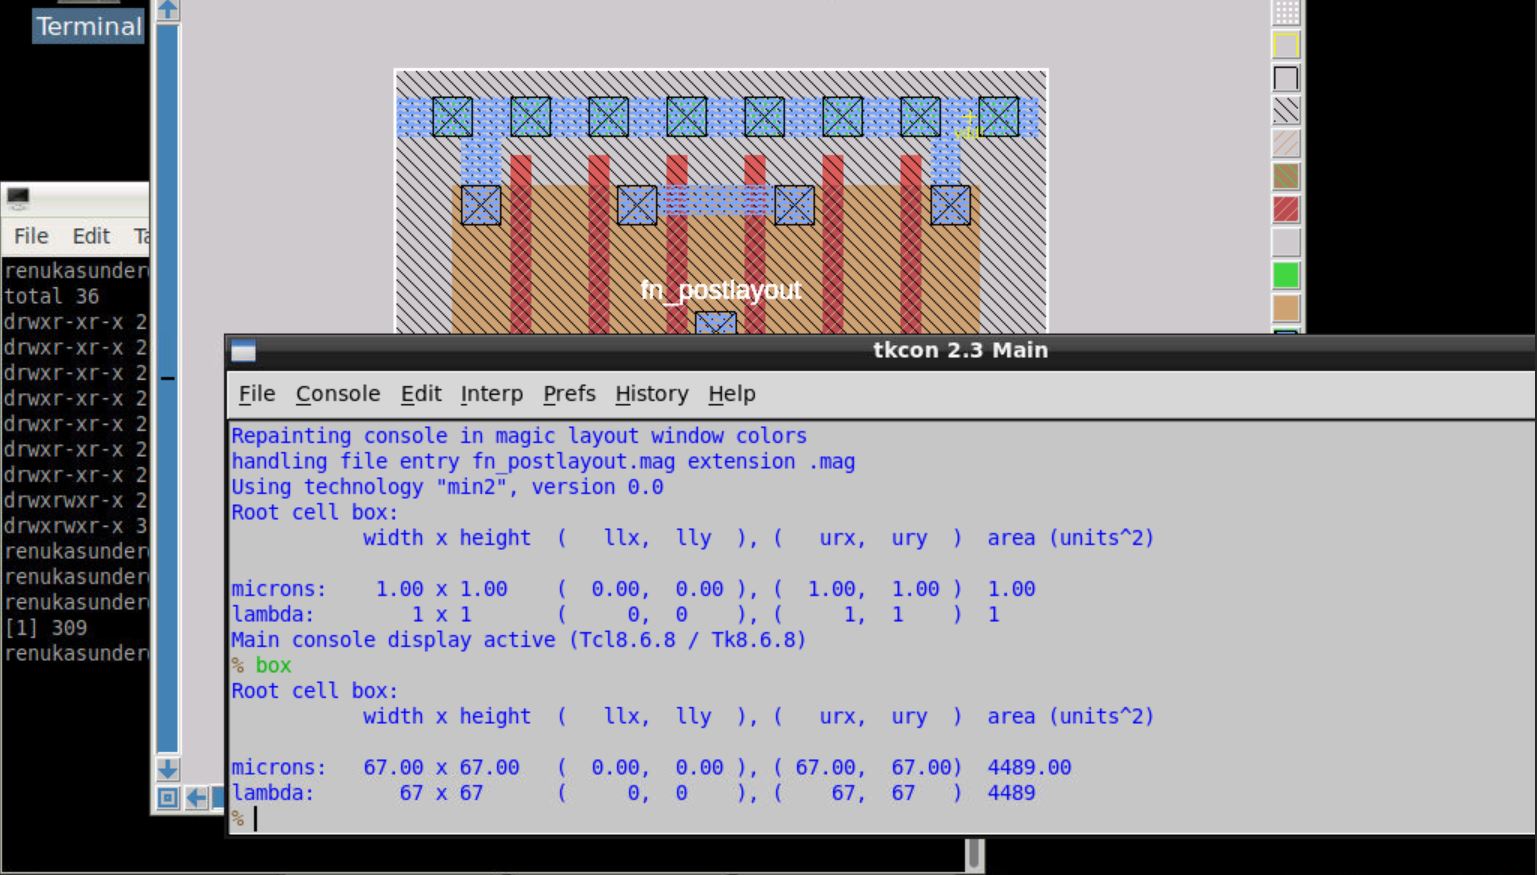 Terminal
vdd
fn_postlayout
File Edit Ta
renukasunder
total 36
drwxr-xr-x 2
drwxr-xr-x 2
drwxr-xr-x 2
drwxr-xr-x 2
drwxr-xr-x 2
drwxr-xr-x 2
drwxr-xr-x 2
drwxrwxr-x 2
drwxrwxr-x 3
renukasunder
renukasunder
renukasunder
[1] 309
renukasunder
tkcon 2.3 Main
File Console Edit Interp Prefs History Help
Repainting console in magic layout window colors
handling file entry fn_postlayout.mag extension .mag
Using technology "min2", version 0.0
Root cell box:
width x height ( llx, lly ), ( urx, ury ) area (units^2)
microns: 1.00 x 1.00 ( 0.00, 0.00 ), ( 1.00, 1.00 ) 1.00
lambda: 1 x 1 ( 0, 0 ), ( 1, 1 ) 1
Main console display active (Tcl8.6.8 / Tk8.6.8)
% box
Root cell box:
width x height ( llx, lly ), ( urx, ury ) area (units^2)
microns: 67.00 x 67.00 ( 0.00, 0.00 ), ( 67.00, 67.00) 4489.00
lambda: 67 x 67 ( 0, 0 ), ( 67, 67 ) 4489
%